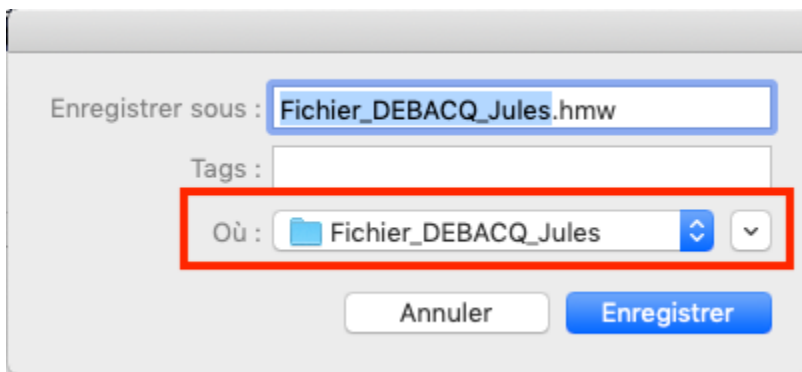 Enregistrer sous : Fichier_DEBACQ_Jules.hmw
Tags :
Où : Fichier_DEBACQ_Jules
Annuler Enregistrer